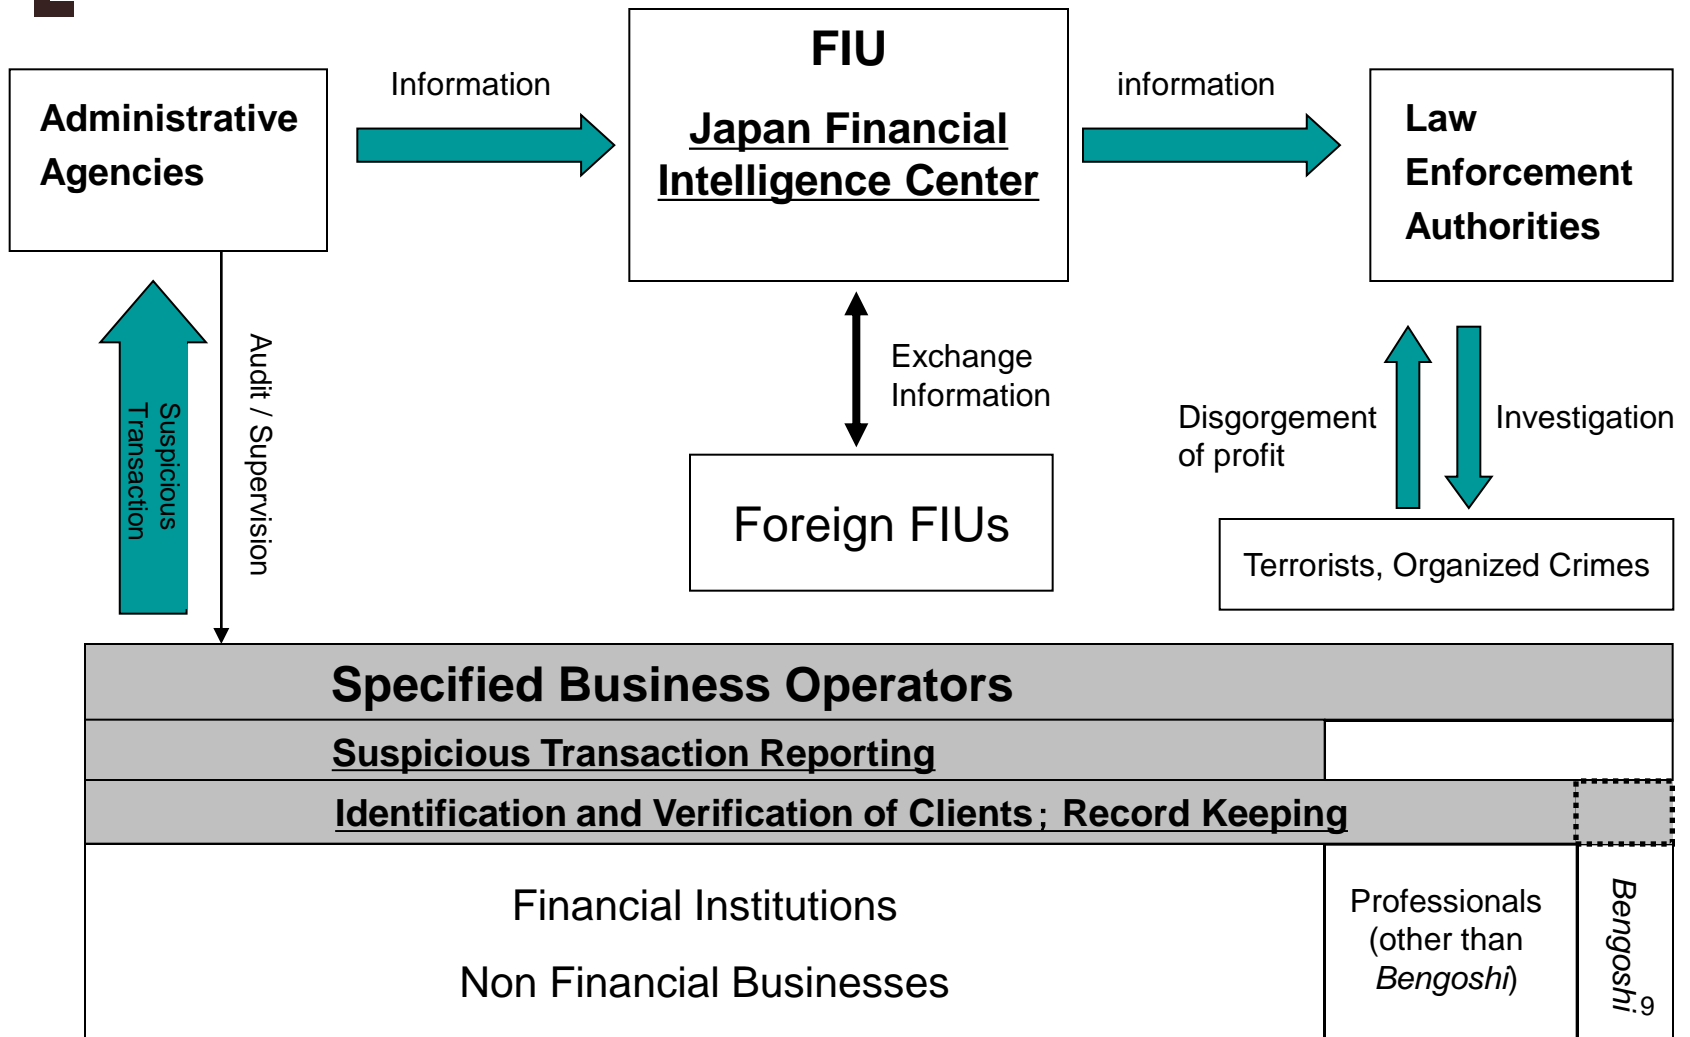 FIU
Japan Financial
Intelligence Center
Administrative
Agencies
Information
information
Law
Enforcement
Authorities
Suspicious
Transaction
Audit / Supervision
Exchange
Information
Foreign FIUs
Disgorgement
of profit
Investigation
Terrorists, Organized Crimes
Specified Business Operators
Suspicious Transaction Reporting
Identification and Verification of Clients; Record Keeping
Financial Institutions
Non Financial Businesses
Professionals
(other than
Bengoshi)
Bengoshi
9